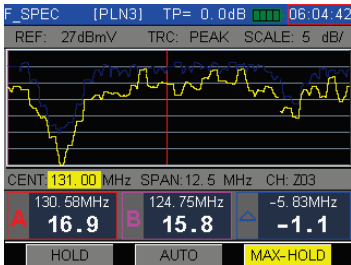 F_SPEC [PLN3] TP= 0.0dB 06:04:42
REF: 27dBmV TRC: PEAK SCALE: 5 dB/
CENT: 131.00 MHz SPAN: 12.5 MHz CH: Z03
A 130.58MHz B 124.75MHz △ -5.83MHz
16.9 15.8 -1.1
HOLD AUTO MAX-HOLD